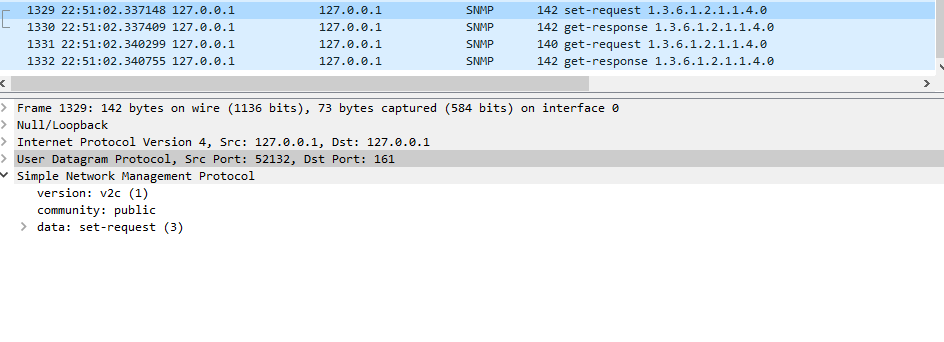 1329 22:51:02.337148 127.0.0.1 127.0.0.1 SNMP 142 set-request 1.3.6.1.2.1.1.4.0
1330 22:51:02.337409 127.0.0.1 127.0.0.1 SNMP 142 get-response 1.3.6.1.2.1.1.4.0
1331 22:51:02.340299 127.0.0.1 127.0.0.1 SNMP 140 get-request 1.3.6.1.2.1.1.4.0
1332 22:51:02.340755 127.0.0.1 127.0.0.1 SNMP 142 get-response 1.3.6.1.2.1.1.4.0
Frame 1329: 142 bytes on wire (1136 bits), 73 bytes captured (584 bits) on interface 0
Null/Loopback
Internet Protocol Version 4, Src: 127.0.0.1, Dst: 127.0.0.1
User Datagram Protocol, Src Port: 52132, Dst Port: 161
Simple Network Management Protocol
version: v2c (1)
community: public
data: set-request (3)